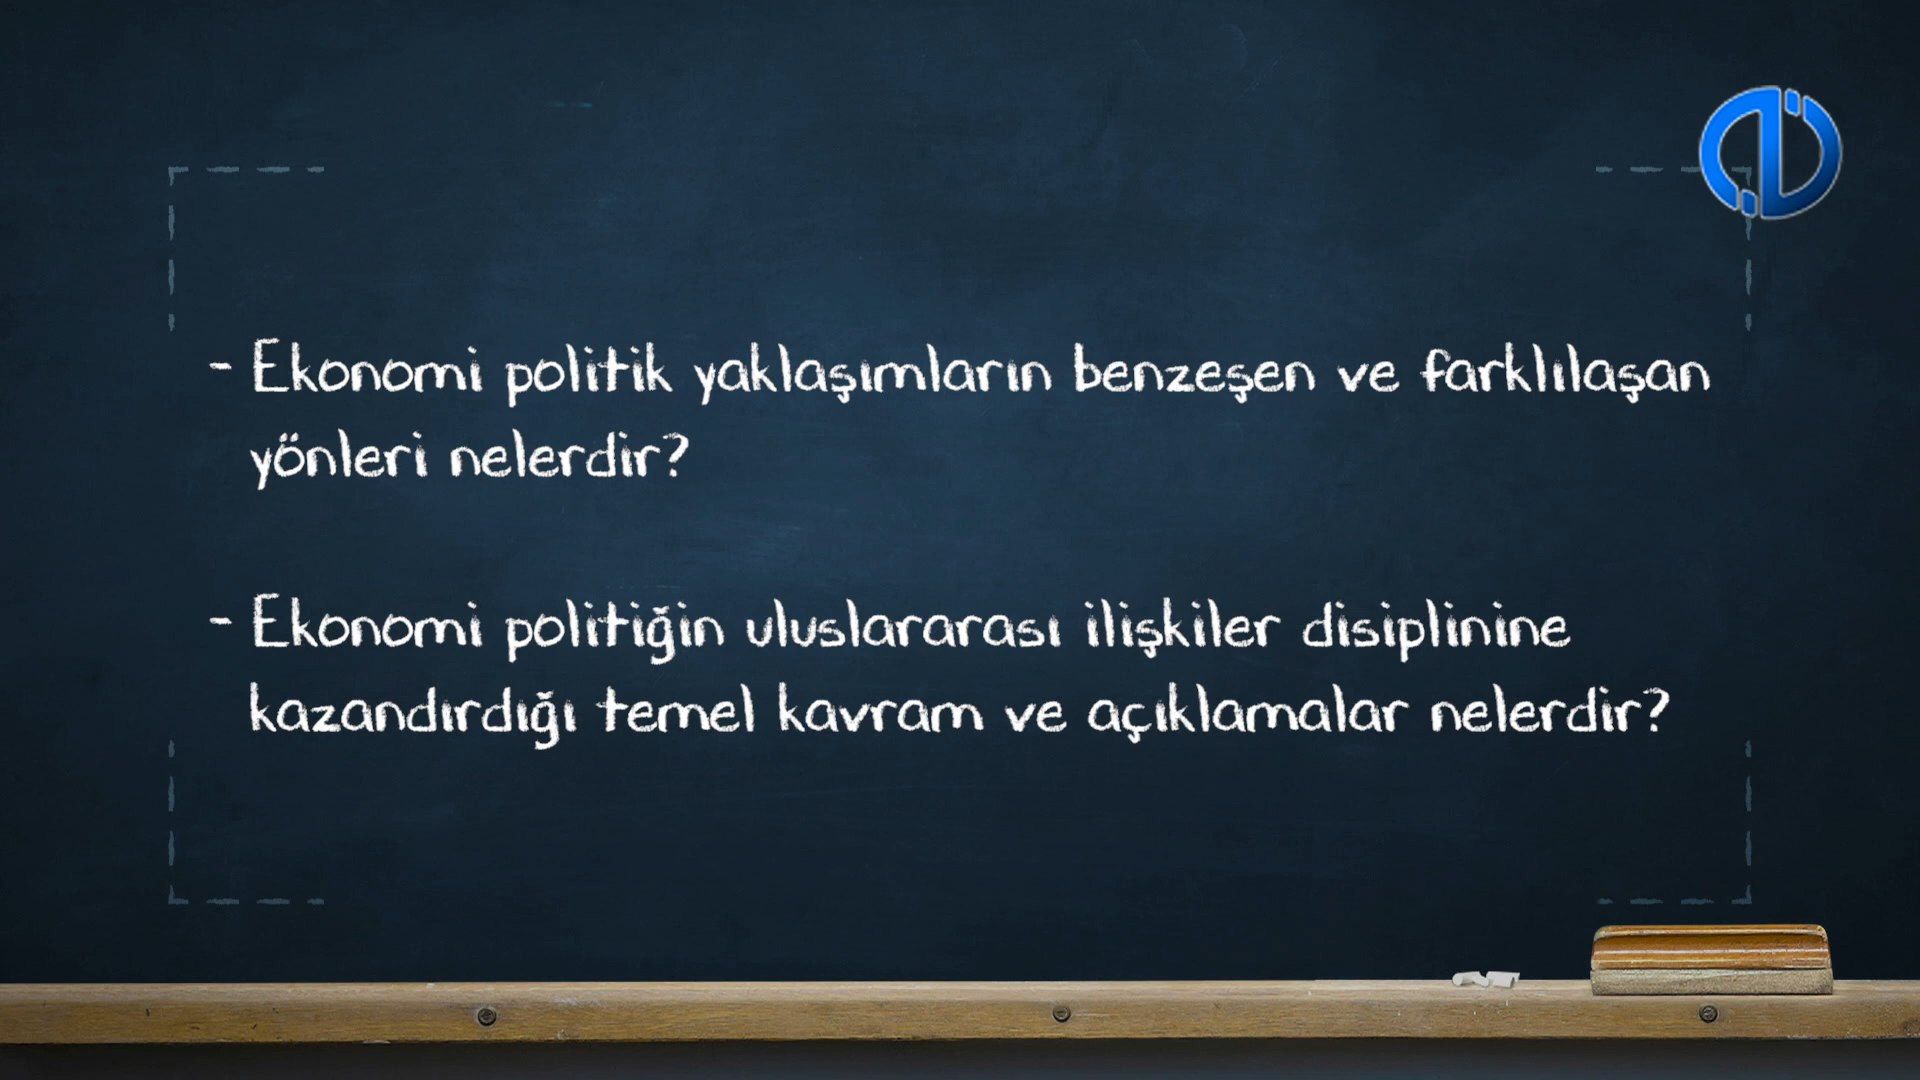 - Ekonomi politik yaklaşımların benzeşen ve farklılaşan
yönleri nelerdir?
- Ekonomi politiğin uluslararası ilişkiler disiplinine
kazandırdığı temel kavram ve açıklamalar nelerdir?